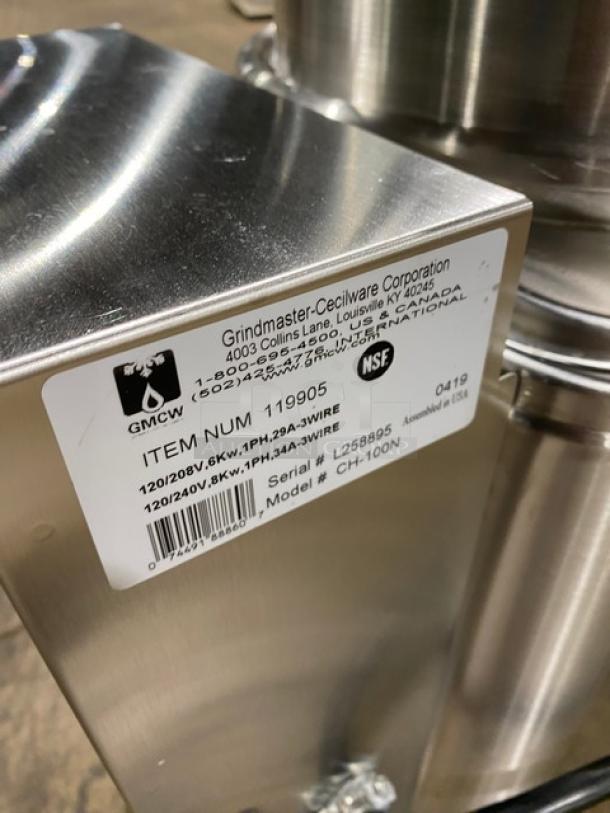 Grindmaster-Cecilware Corporation
4003 Collins Lane, Louisville KY 40245
1-800-695-4500, US & CANADA
(502)425-4776, INTERNATIONAL
www.gmcw.com
GMCW
NSF
ITEM NUM 119905
0419
120/208V,6Kw,1PH,29A-3WIRE
120/240V,8Kw,1PH,34A-3WIRE
Assembled in USA
Serial # L258895
Model # CH-100N
0 74491 88860 7